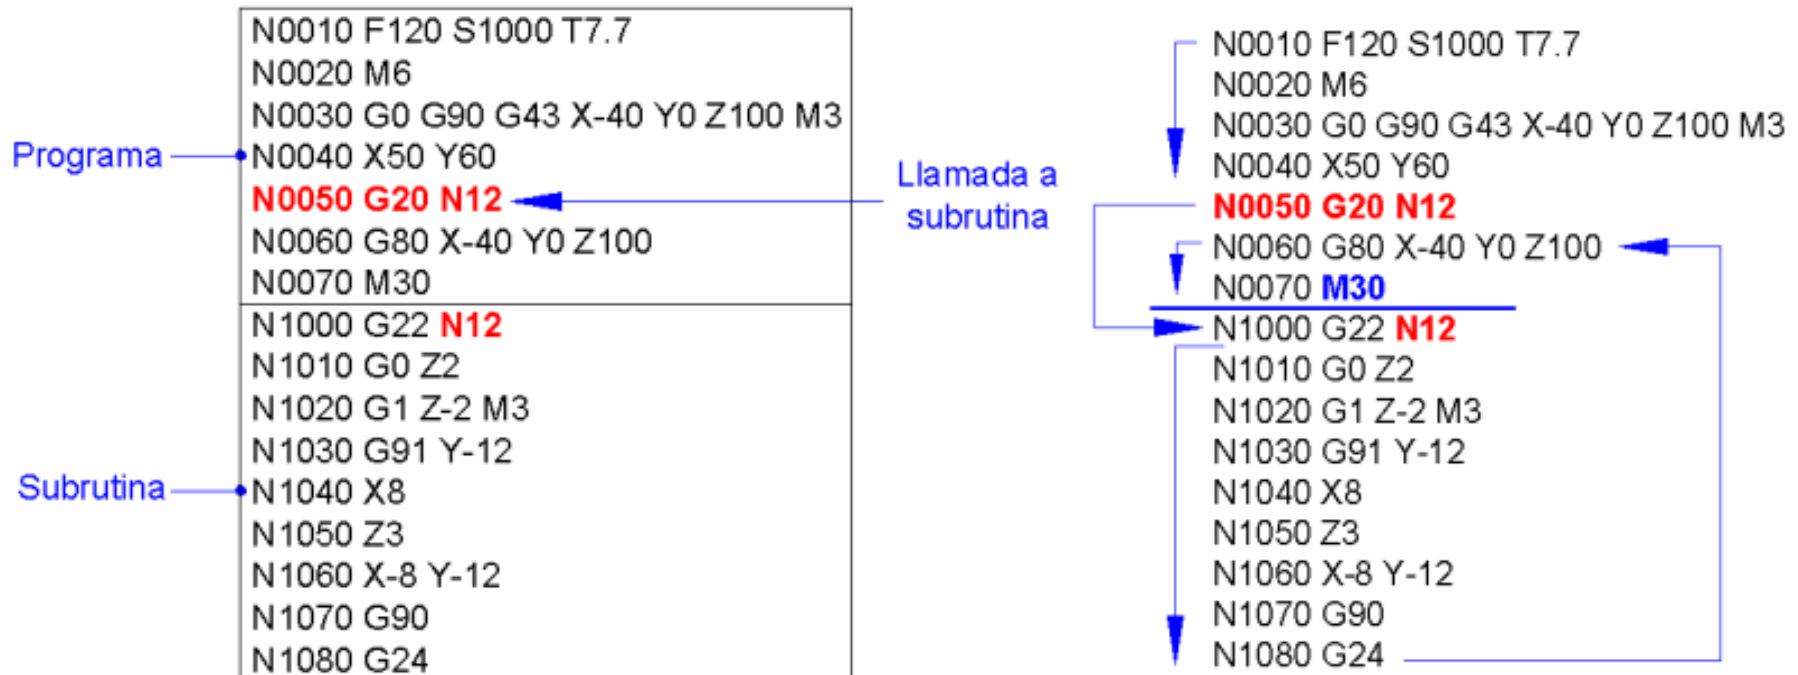 Programa
N0010 F120 S1000 T7.7
N0020 M6
N0030 G0 G90 G43 X-40 Y0 Z100 M3
N0040 X50 Y60
N0050 G20 N12
N0060 G80 X-40 Y0 Z100
N0070 M30
Subrutina
N1000 G22 N12
N1010 G0 Z2
N1020 G1 Z-2 M3
N1030 G91 Y-12
N1040 X8
N1050 Z3
N1060 X-8 Y-12
N1070 G90
N1080 G24
Llamada a
subrutina
N0010 F120 S1000 T7.7
N0020 M6
N0030 G0 G90 G43 X-40 Y0 Z100 M3
N0040 X50 Y60
N0050 G20 N12
N0060 G80 X-40 Y0 Z100
N0070 M30
N1000 G22 N12
N1010 G0 Z2
N1020 G1 Z-2 M3
N1030 G91 Y-12
N1040 X8
N1050 Z3
N1060 X-8 Y-12
N1070 G90
N1080 G24